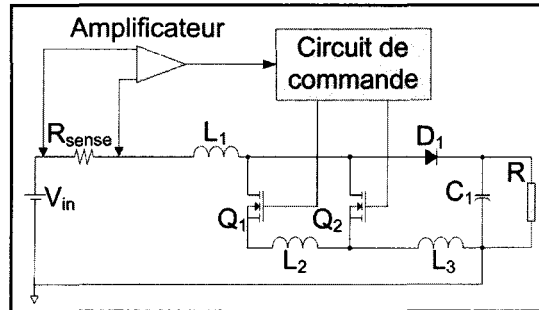 Amplificateur
Circuit de
commande
R_sense
L_1
D_1
V_in
Q_1
Q_2
C_1
R
L_2
L_3